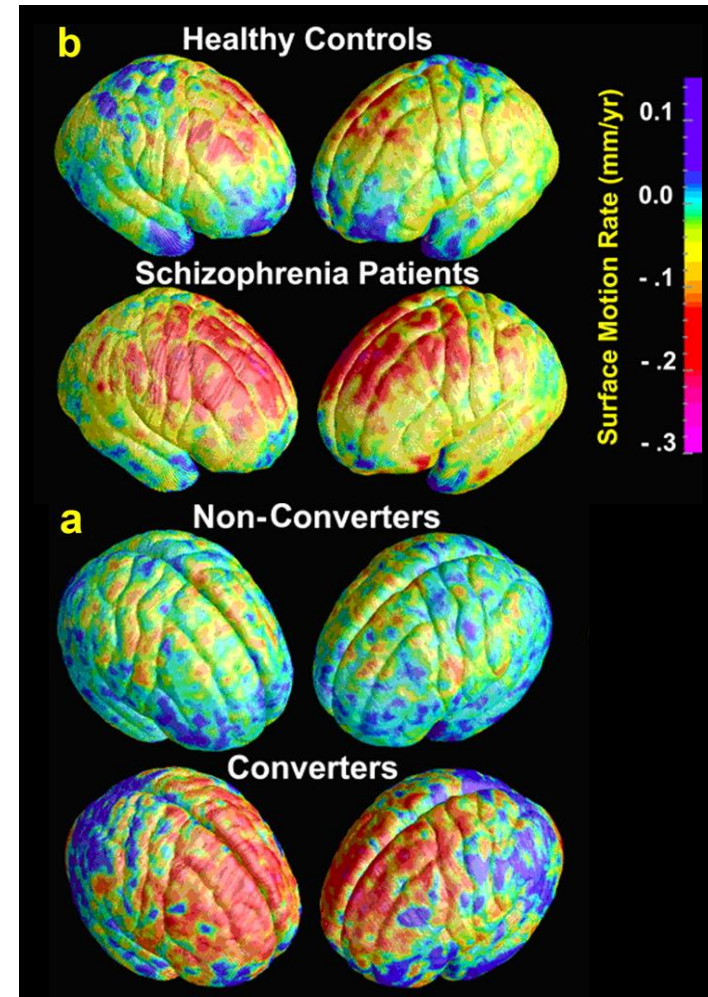 b
Healthy Controls
Schizophrenia Patients
Surface Motion Rate (mm/yr)
0.1
0.0
- .1
- .2
- .3
a
Non-Converters
Converters